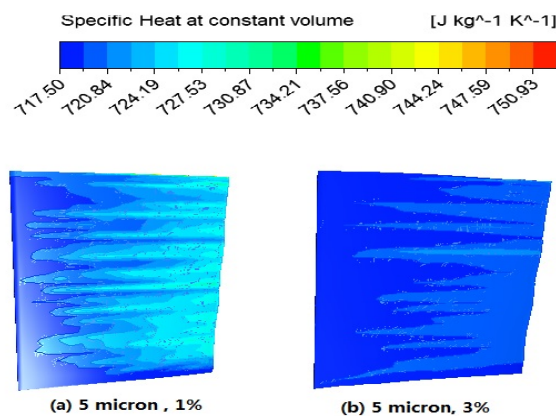 Specific Heat at constant volume [J kg^-1 K^-1]
717.50 720.84 724.19 727.53 730.87 734.21 737.56 740.90 744.24 747.59 750.93
(a) 5 micron , 1% (b) 5 micron, 3%